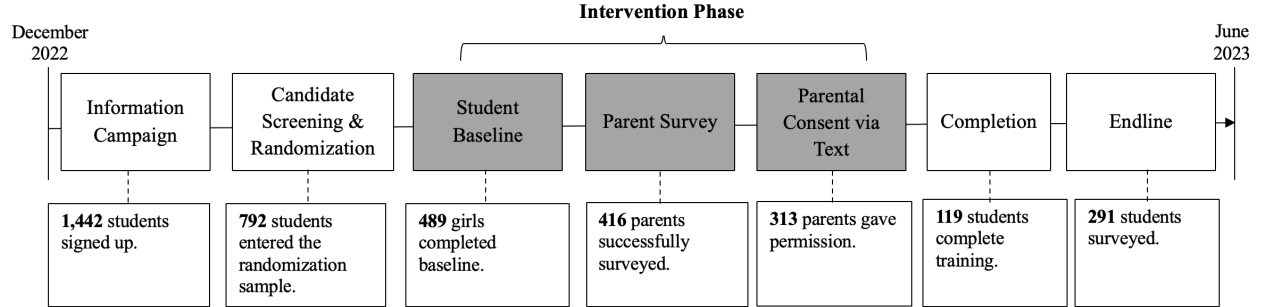 Intervention Phase
December
2022
June
2023
Information
Campaign
Candidate
Screening &
Randomization
Student
Baseline
Parent Survey
Parental
Consent via
Text
Completion
Endline
1,442 students
signed up.
792 students
entered the
randomization
sample.
489 girls
completed
baseline.
416 parents
successfully
surveyed.
313 parents gave
permission.
119 students
complete
training.
291 students
surveyed.